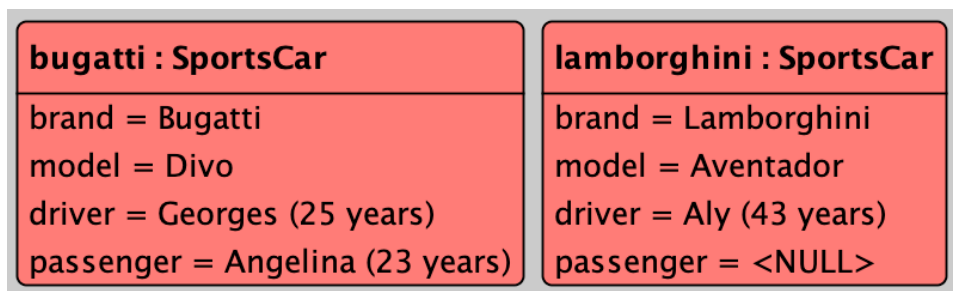 bugatti : SportsCar
brand = Bugatti
model = Divo
driver = Georges (25 years)
passenger = Angelina (23 years)
lamborghini : SportsCar
brand = Lamborghini
model = Aventador
driver = Aly (43 years)
passenger = <NULL>